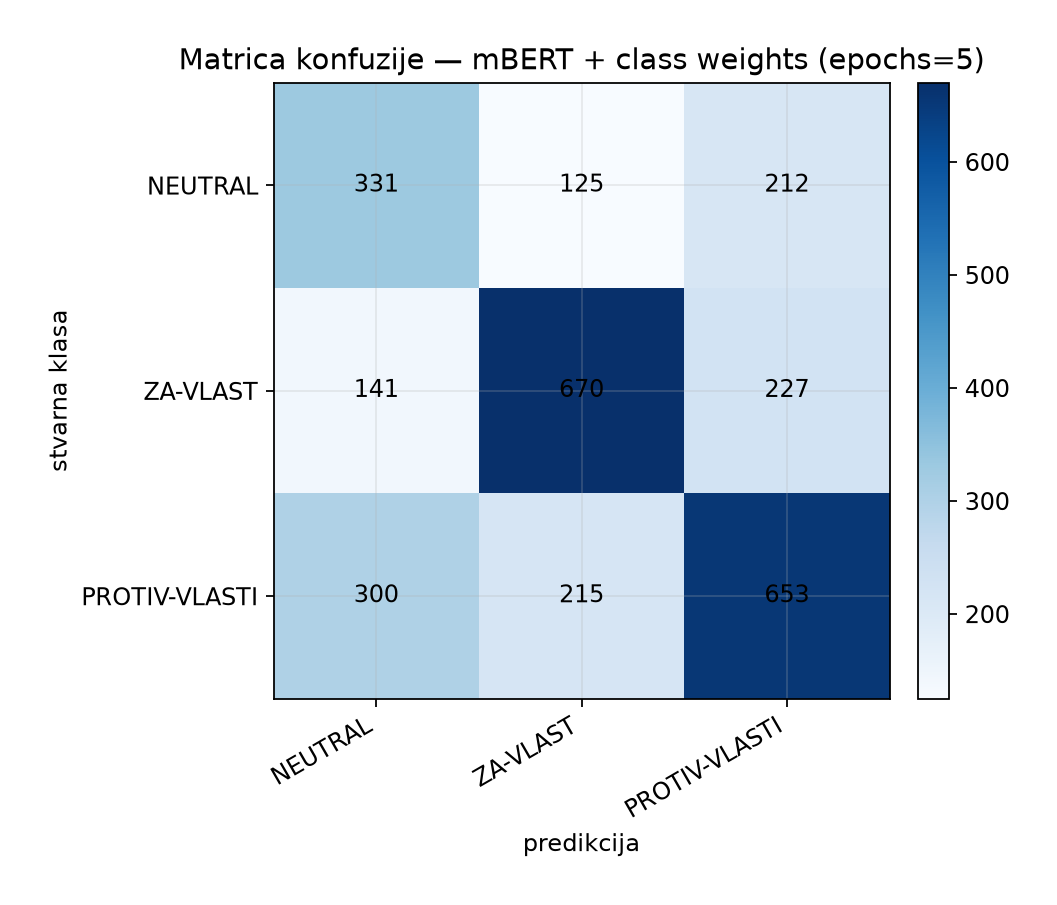 Matrica konfuzije — mBERT + class weights (epochs=5)
NEUTRAL 331 125 212
ZA-VLAST 141 670 227
PROTIV-VLASTI 300 215 653
NEUTRAL ZA-VLAST PROTIV-VLASTI
predikcija
stvarna klasa
600
500
400
300
200